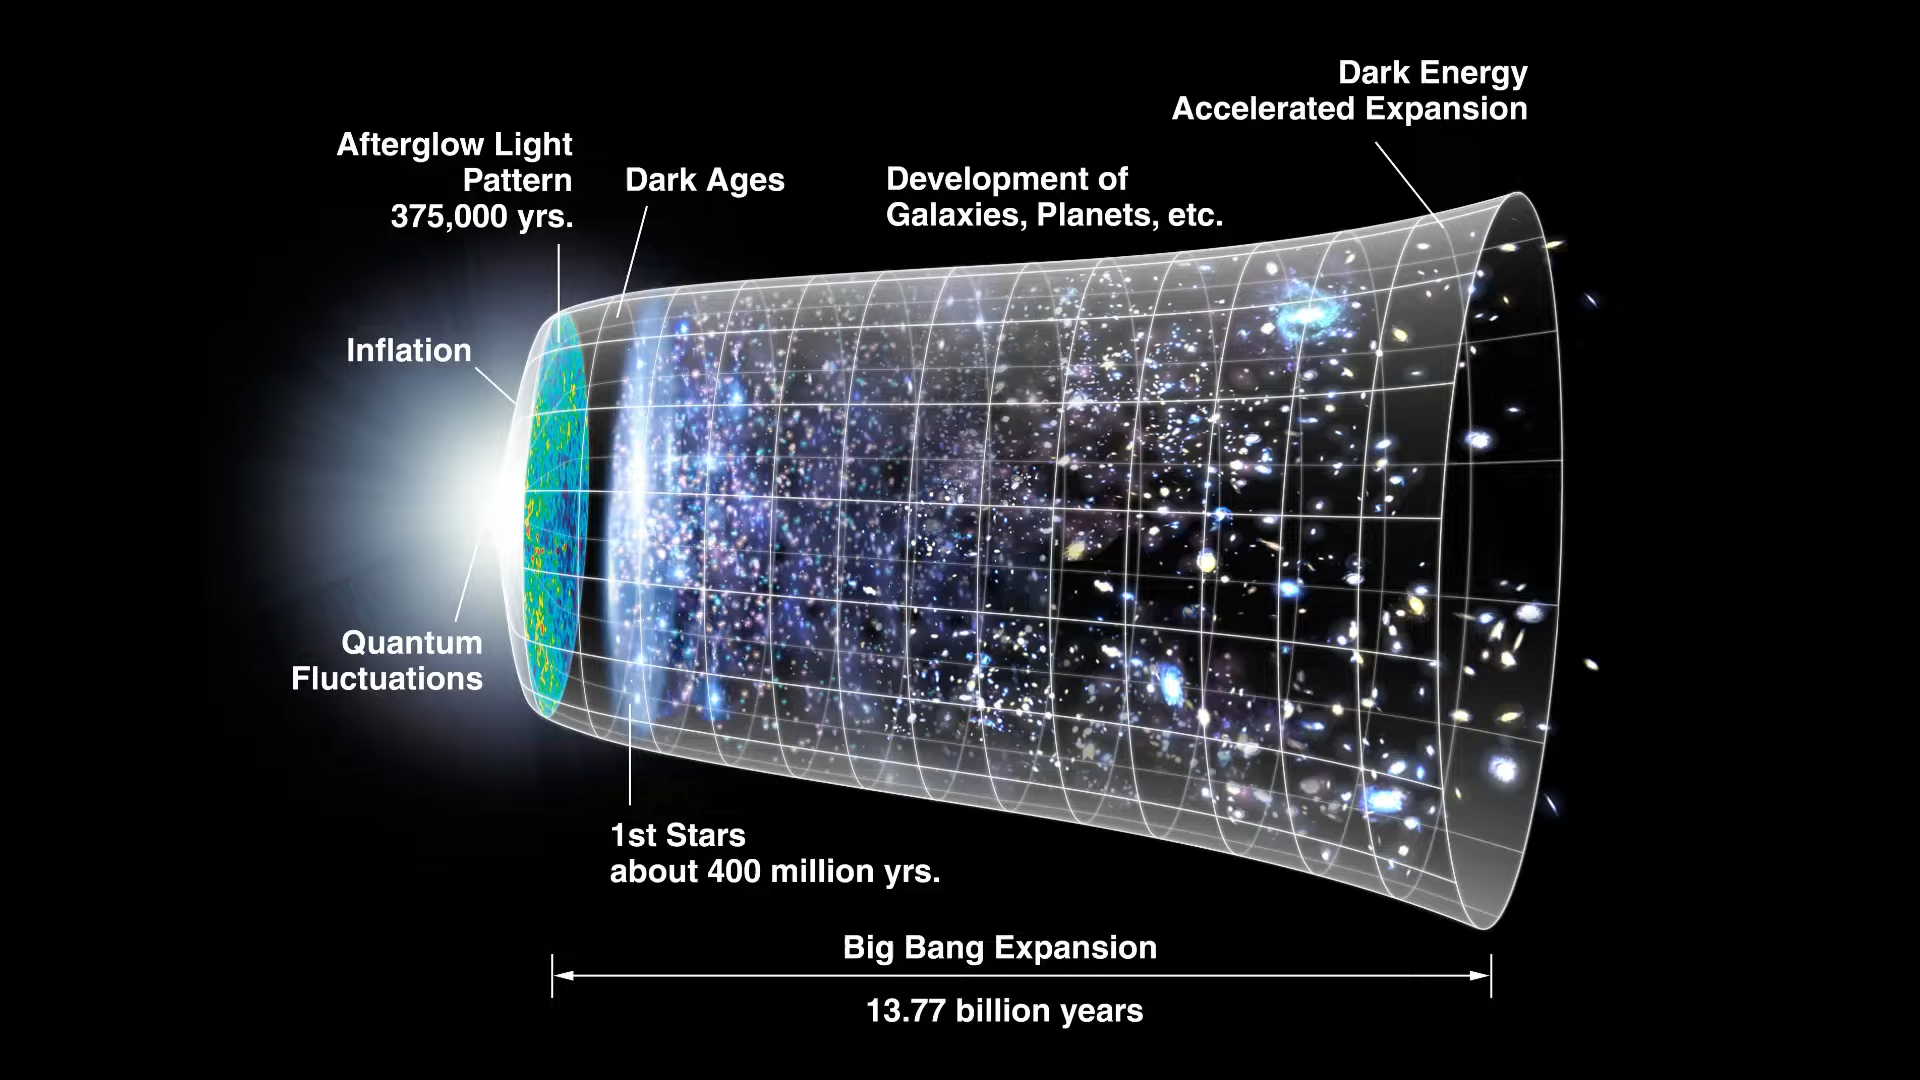 Dark Energy
Accelerated Expansion
Afterglow Light
Pattern
375,000 yrs.
Dark Ages
Development of
Galaxies, Planets, etc.
Inflation
Quantum
Fluctuations
1st Stars
about 400 million yrs.
Big Bang Expansion
13.77 billion years